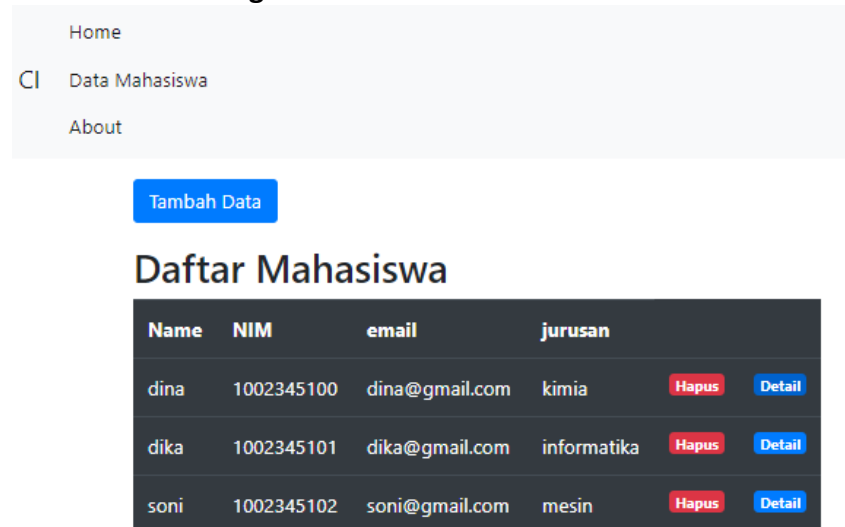 Home
CI Data Mahasiswa
About
Tambah Data
Daftar Mahasiswa
Name NIM email jurusan
dina 1002345100 dina@gmail.com kimia Hapus Detail
dika 1002345101 dika@gmail.com informatika Hapus Detail
soni 1002345102 soni@gmail.com mesin Hapus Detail